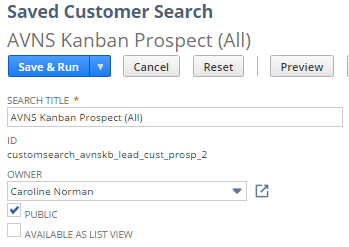 Saved Customer Search
AVNS Kanban Prospect (All)
Save & Run Cancel Reset Preview
SEARCH TITLE *
AVNS Kanban Prospect (All)
ID
customsearch_avnskb_lead_cust_prosp_2
OWNER
Caroline Norman
PUBLIC
AVAILABLE AS LIST VIEW